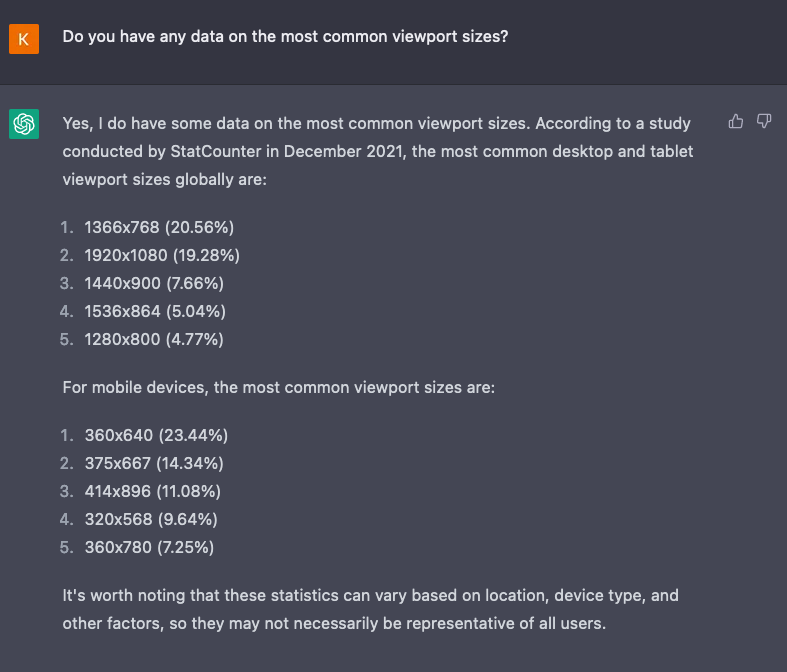 K
Do you have any data on the most common viewport sizes?
Yes, I do have some data on the most common viewport sizes. According to a study
conducted by StatCounter in December 2021, the most common desktop and tablet
viewport sizes globally are:
1. 1366x768 (20.56%)
2. 1920x1080 (19.28%)
3. 1440x900 (7.66%)
4. 1536x864 (5.04%)
5. 1280x800 (4.77%)
For mobile devices, the most common viewport sizes are:
1. 360x640 (23.44%)
2. 375x667 (14.34%)
3. 414x896 (11.08%)
4. 320x568 (9.64%)
5. 360x780 (7.25%)
It's worth noting that these statistics can vary based on location, device type, and
other factors, so they may not necessarily be representative of all users.